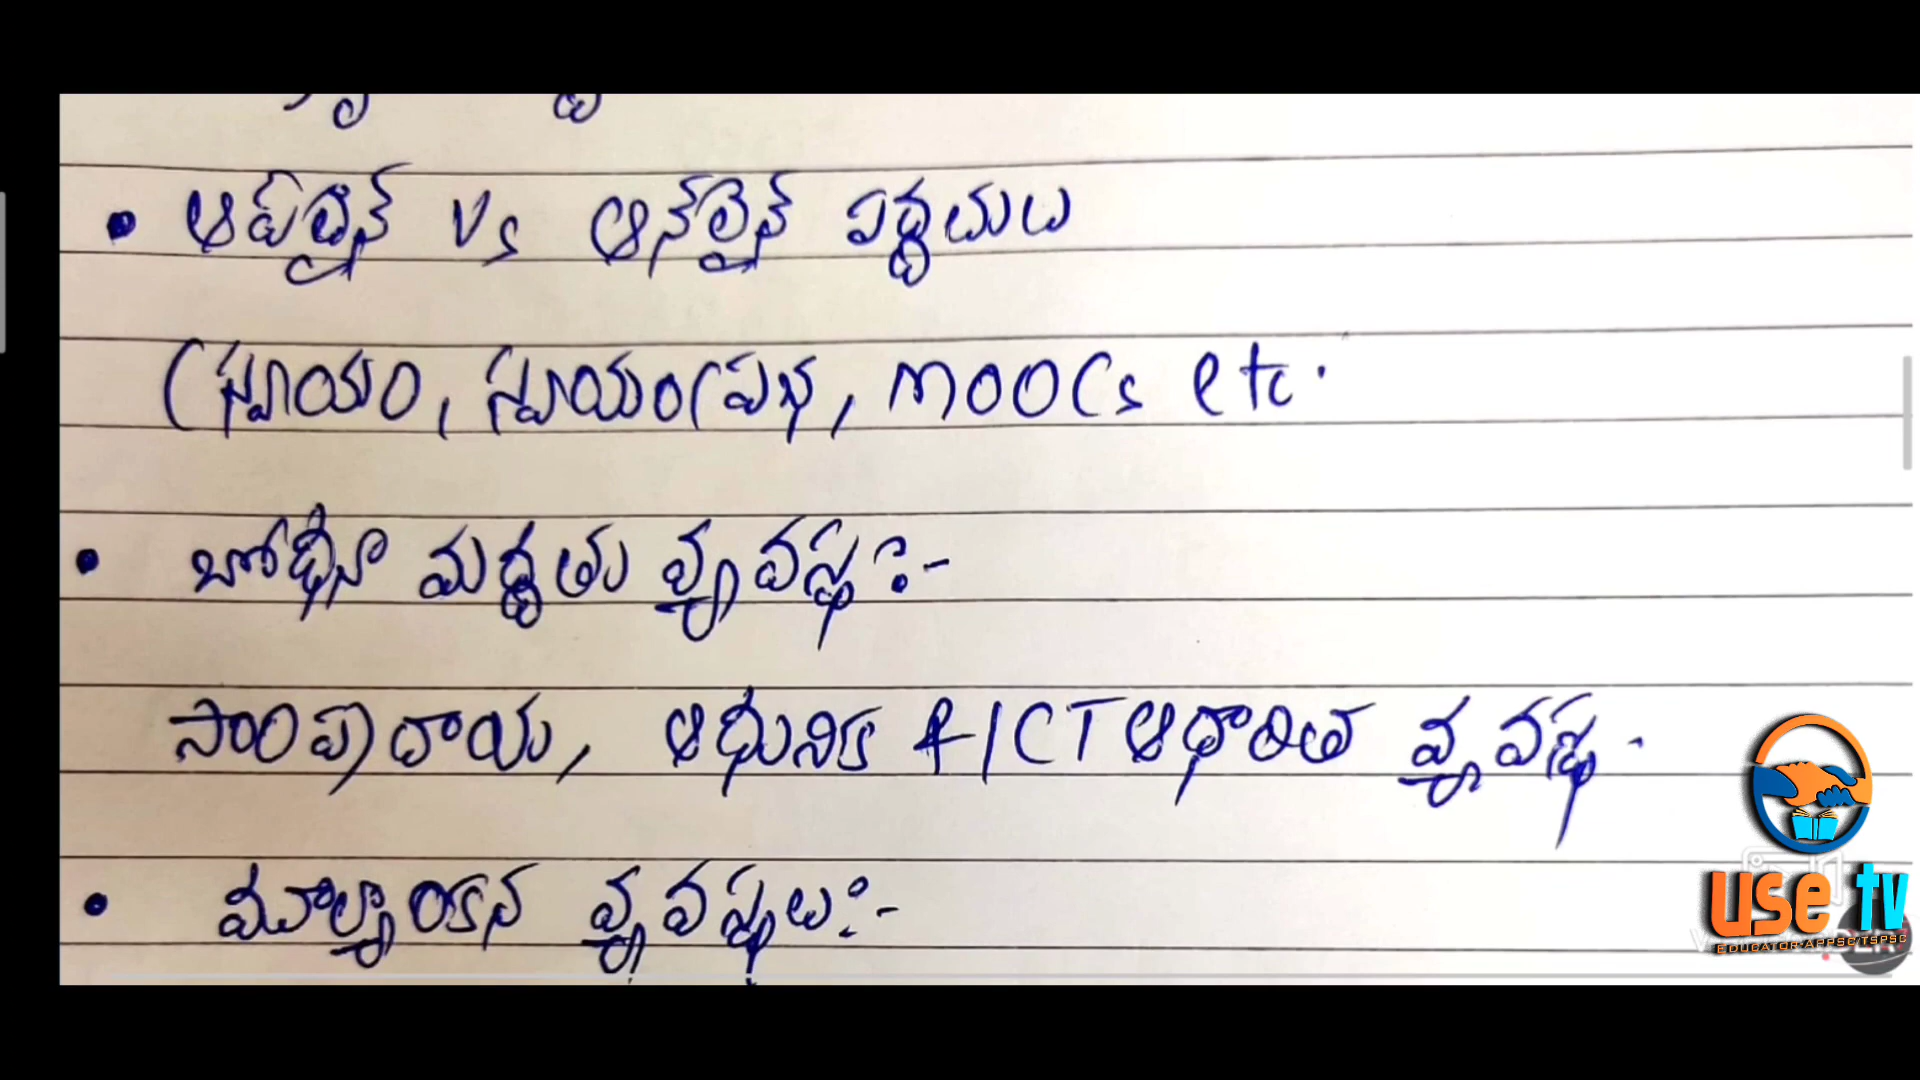 • ఆఫ్‌లైన్ Vs ఆన్‌లైన్ పద్ధతులు
(స్వయం, స్వయంప్రభ, MOOCs etc.
• బోధనా మద్దతు వ్యవస్థ :-
సాంప్రదాయ, ఆధునిక & ICT ఆధారిత వ్యవస్థ.
• మూల్యాంకన వ్యవస్థలు :-
use tv
EDUCATOR-APPSC/TSPSC